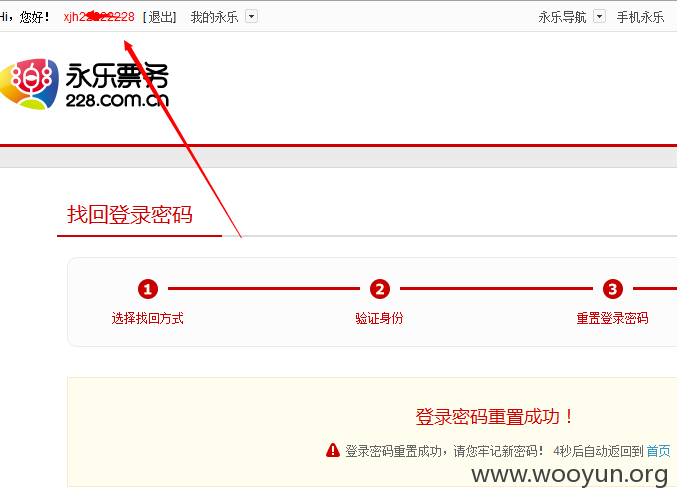 Hi，您好！ [退出] 我的永乐 永乐导航 手机永乐
永乐票务
228.com.cn
找回登录密码
1 2 3
选择找回方式 验证身份 重置登录密码
登录密码重置成功！
登录密码重置成功，请您牢记新密码！ 4秒后自动返回到 首页
www.wooyun.org